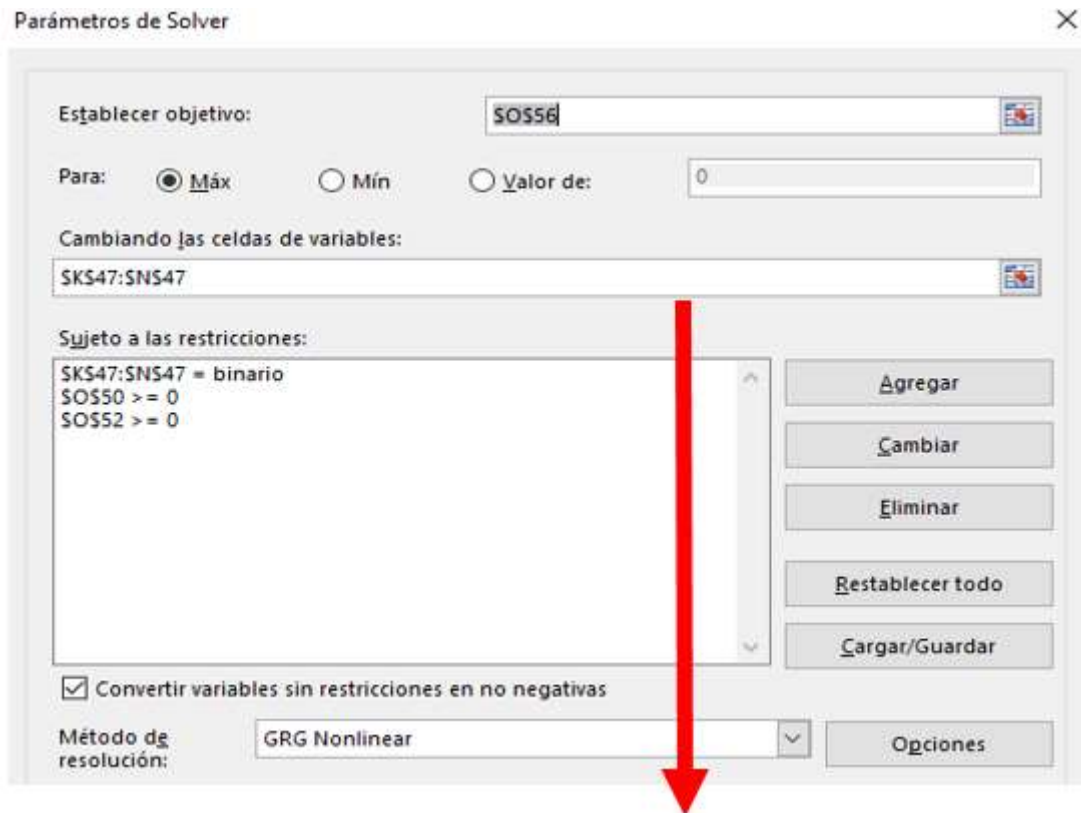 Parámetros de Solver
Establecer objetivo: $O$56
Para: Máx Mín Valor de: 0
Cambiando las celdas de variables:
$K$47:$N$47
Sujeto a las restricciones:
$K$47:$N$47 = binario
$O$50 >= 0
$O$52 >= 0
Agregar
Cambiar
Eliminar
Restablecer todo
Cargar/Guardar
Convertir variables sin restricciones en no negativas
Método de resolución: GRG Nonlinear Opciones